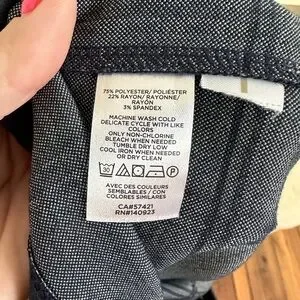 75% POLYESTER/ POLIÉSTER
22% RAYON/ RAYONNE/
RAYÓN
3% SPANDEX
MACHINE WASH COLD
DELICATE CYCLE WITH LIKE
COLORS
ONLY NON-CHLORINE
BLEACH WHEN NEEDED
TUMBLE DRY LOW
COOL IRON WHEN NEEDED
OR DRY CLEAN
30 P
AVEC DES COULEURS
SEMBLABLES / CON
COLORES SIMILARES
CA#57421
RN#140923